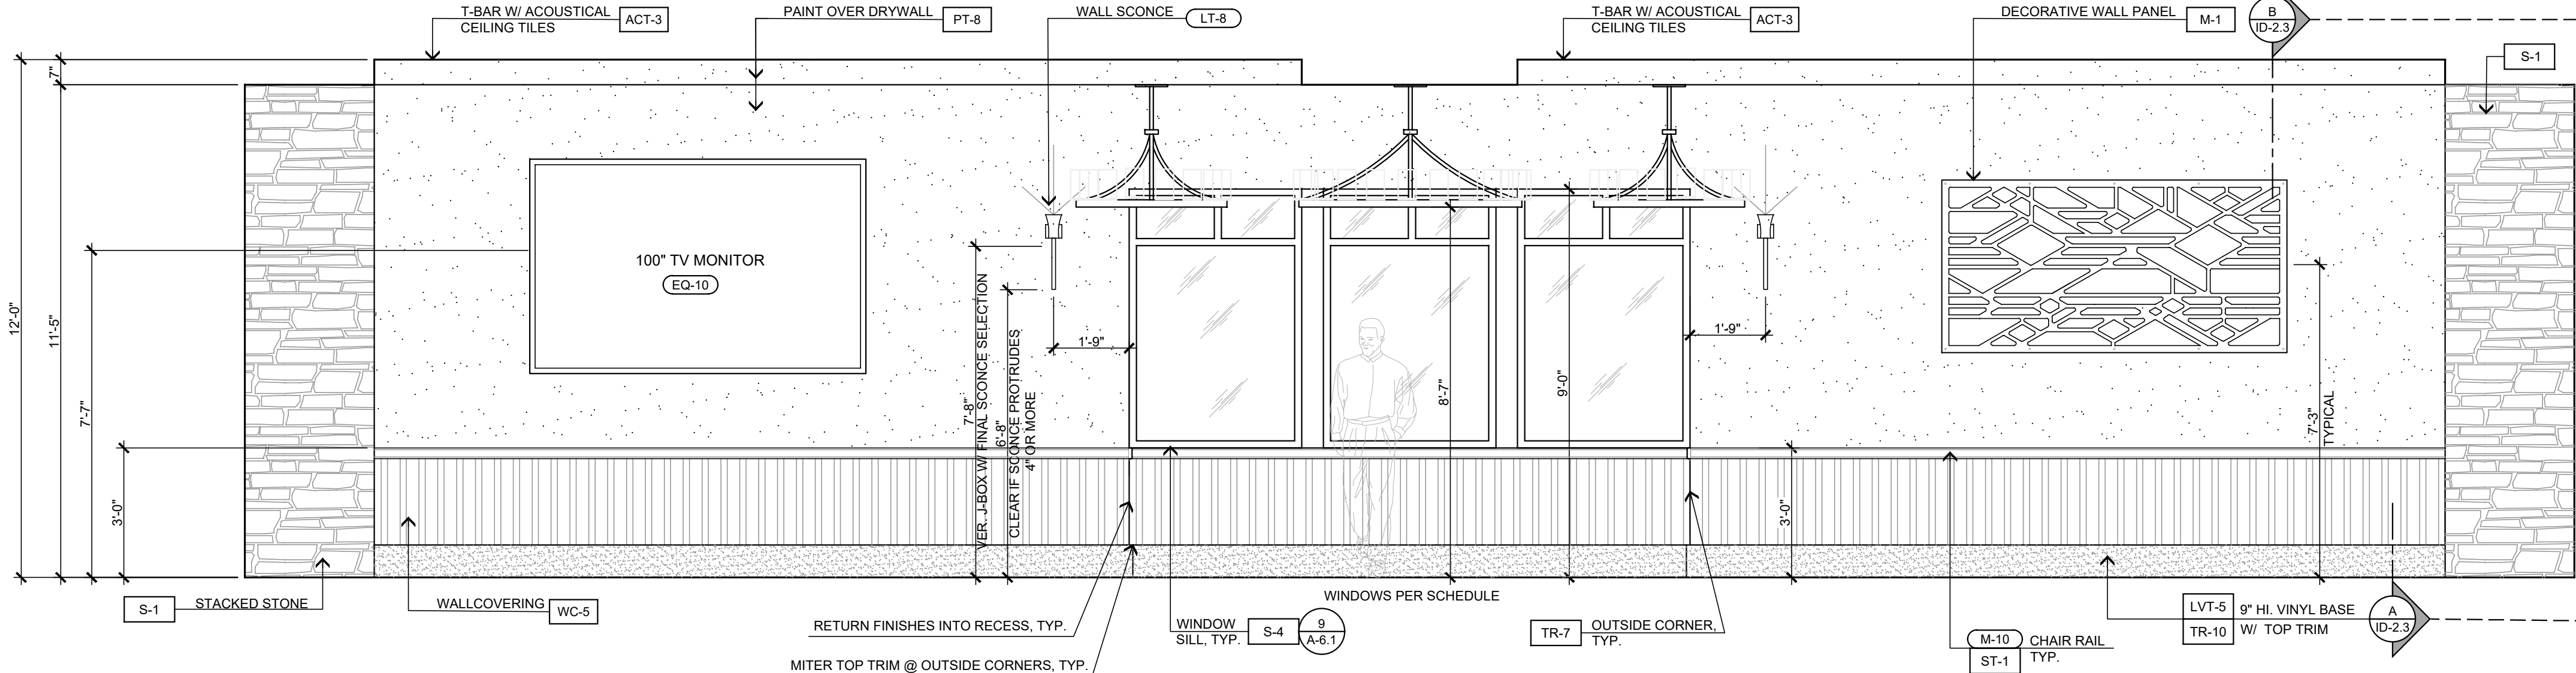 T-BAR W/ ACOUSTICAL
CEILING TILES
ACT-3
PAINT OVER DRYWALL
PT-8
WALL SCONCE
LT-8
T-BAR W/ ACOUSTICAL
CEILING TILES
ACT-3
DECORATIVE WALL PANEL
M-1
B
ID-2.3
S-1
7"
12'-0"
11'-5"
7'-7"
3'-0"
100" TV MONITOR
EQ-10
1'-9"
7'-8"
VER. J-BOX W/ FINAL SCONCE SELECTION
6'-8"
CLEAR IF SCONCE PROTRUDES
4" OR MORE
8'-7"
9'-0"
1'-9"
3'-0"
7'-3"
TYPICAL
S-1
STACKED STONE
WALLCOVERING
WC-5
RETURN FINISHES INTO RECESS, TYP.
MITER TOP TRIM @ OUTSIDE CORNERS, TYP.
WINDOW
SILL, TYP.
S-4
9
A-6.1
WINDOWS PER SCHEDULE
TR-7
OUTSIDE CORNER,
TYP.
M-10
ST-1
CHAIR RAIL
TYP.
LVT-5
TR-10
9" HI. VINYL BASE
W/ TOP TRIM
A
ID-2.3